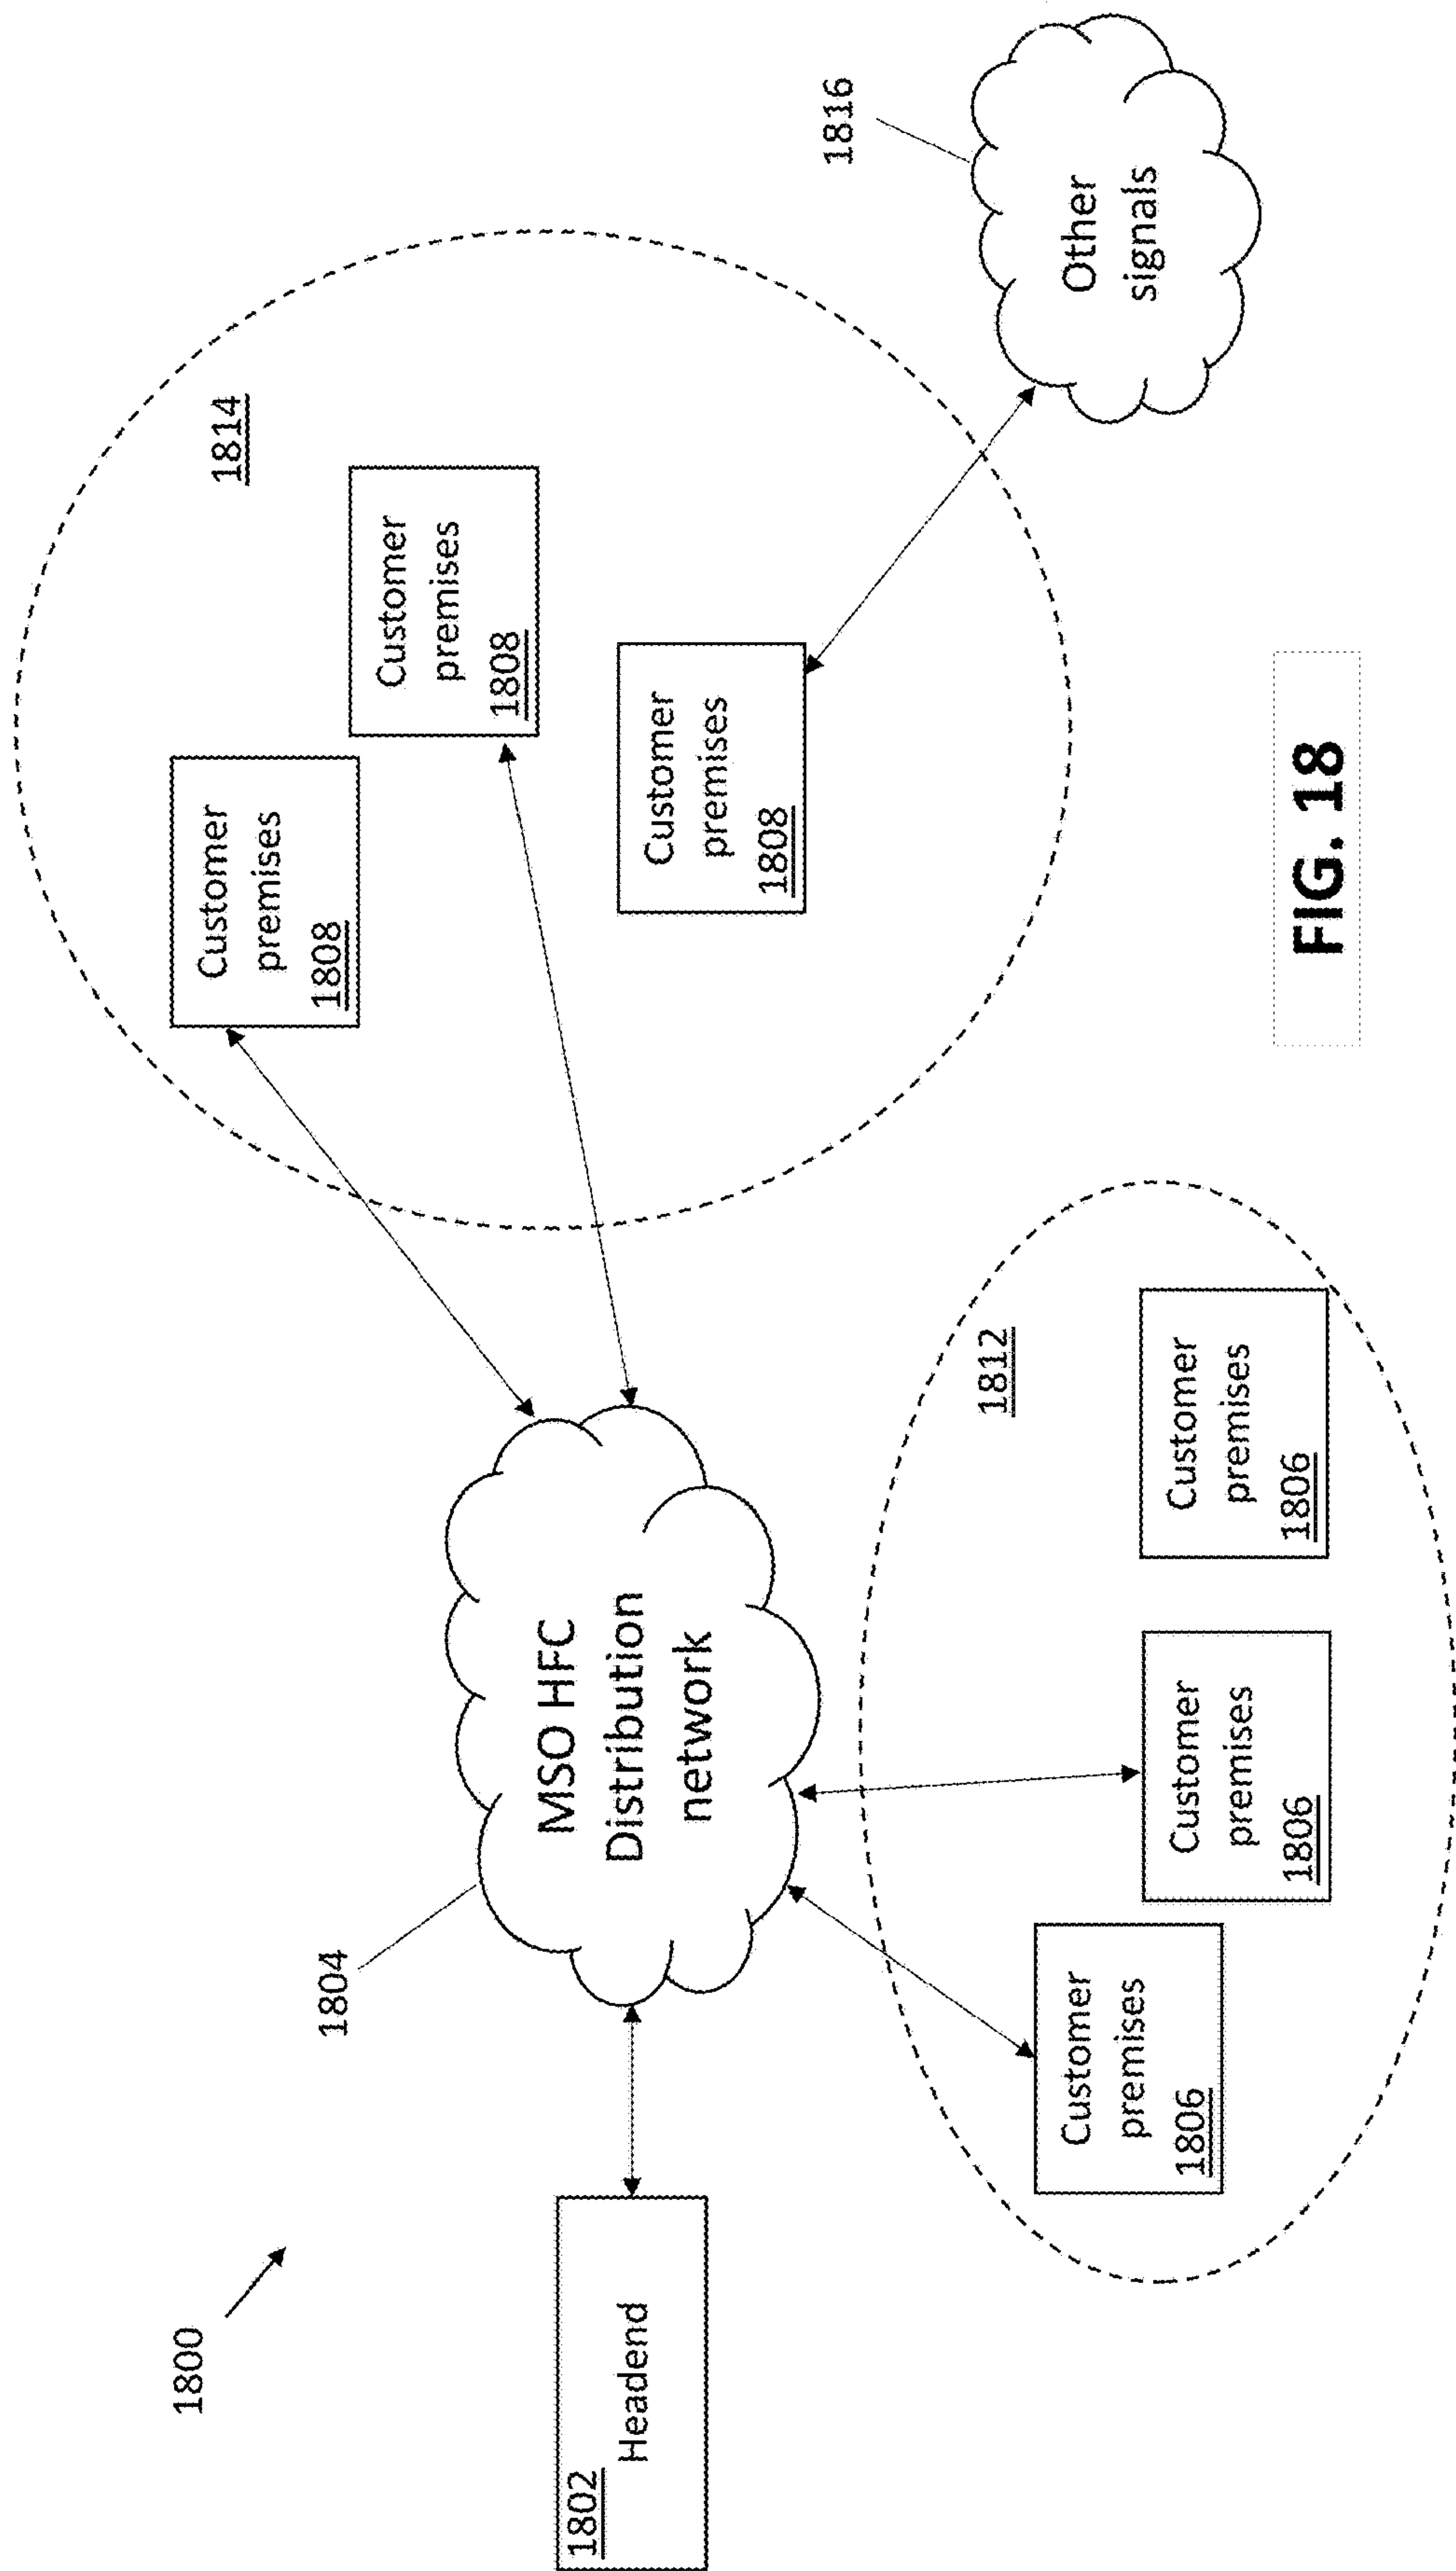 1800
1802
Headend
1804
MSO HFC
Distribution
network
1814
Customer
premises
1808
Customer
premises
1808
Customer
premises
1808
1816
Other
signals
1812
Customer
premises
1806
Customer
premises
1806
Customer
premises
1806
FIG. 18